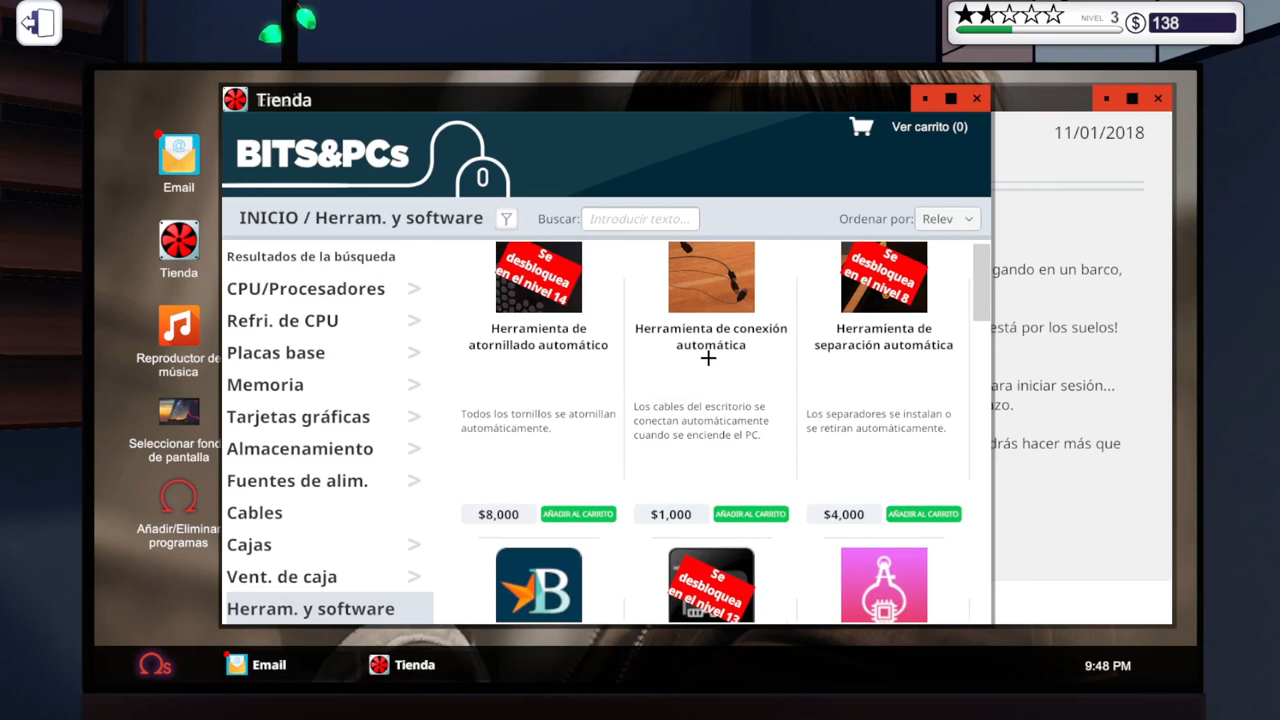 NIVEL 3
$ 138
Tienda
11/01/2018
BITS&PCs
Ver carrito (0)
INICIO / Herram. y software
Buscar: Introducir texto...
Ordenar por: Relev
Email
Tienda
Reproductor de
música
Seleccionar fond
de pantalla
Añadir/Eliminar
programas
Resultados de la búsqueda
CPU/Procesadores >
Refri. de CPU >
Placas base >
Memoria >
Tarjetas gráficas >
Almacenamiento >
Fuentes de alim. >
Cables >
Cajas >
Vent. de caja >
Herram. y software
Se
desbloquea
en el nivel 14
Herramienta de
atornillado automático
Todos los tornillos se atornillan
automáticamente.
$8,000 AÑADIR AL CARRITO
Herramienta de conexión
automática
Los cables del escritorio se
conectan automáticamente
cuando se enciende el PC.
$1,000 AÑADIR AL CARRITO
Se
desbloquea
en el nivel 8
Herramienta de
separación automática
Los separadores se instalan o
se retiran automáticamente.
$4,000 AÑADIR AL CARRITO
B
Se
desbloquea
en el nivel 13
gando en un barco,
está por los suelos!
ara iniciar sesión...
zo.
drás hacer más que
Ωs
Email
Tienda
9:48 PM